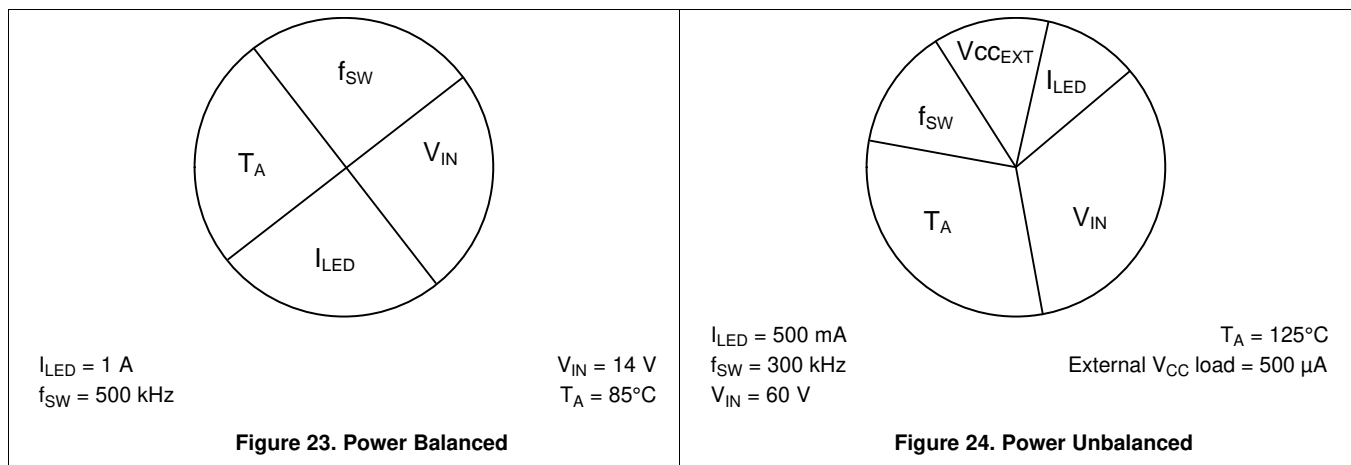 f_SW
T_A
V_IN
I_LED
I_LED = 1 A
V_IN = 14 V
f_SW = 500 kHz
T_A = 85°C
Figure 23. Power Balanced
VCC_EXT
I_LED
f_SW
T_A
V_IN
I_LED = 500 mA
T_A = 125°C
f_SW = 300 kHz
External V_CC load = 500 µA
V_IN = 60 V
Figure 24. Power Unbalanced